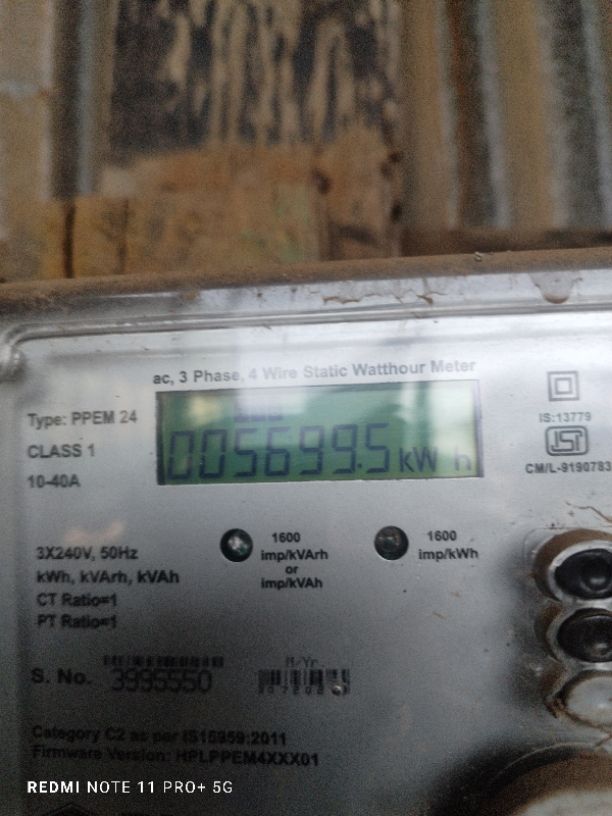 ac, 3 Phase, 4 Wire Static Watthour Meter
Type: PPEM 24
CLASS 1
10-40A
005699.5 kW h
IS:13779
CM/L-9190783
3X240V, 50Hz
kWh, kVArh, kVAh
CT Ratio=1
PT Ratio=1
1600
imp/kVArh
or
imp/kVAh
1600
imp/kWh
S. No.
3995550
M/Yr
Category C2 as per IS15959:2011
Firmware Version: HPLPPEM4XXX01
REDMI NOTE 11 PRO+ 5G